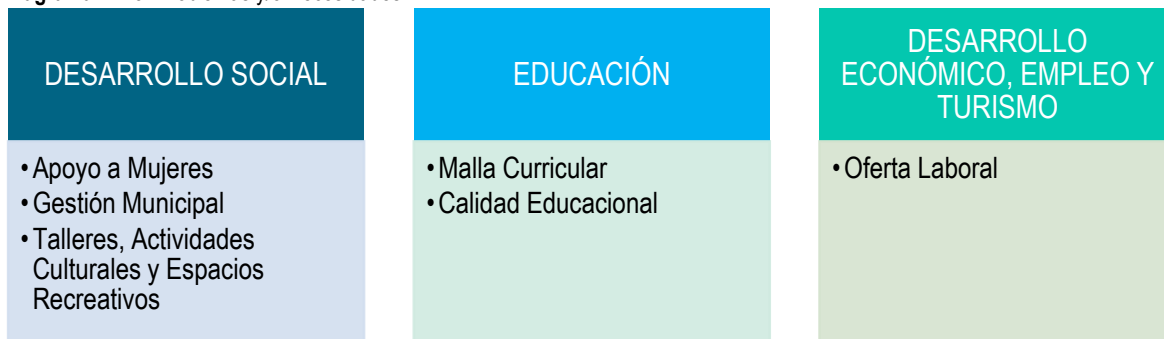 DESARROLLO SOCIAL
• Apoyo a Mujeres
• Gestión Municipal
• Talleres, Actividades
Culturales y Espacios
Recreativos
EDUCACIÓN
• Malla Curricular
• Calidad Educacional
DESARROLLO
ECONÓMICO, EMPLEO Y
TURISMO
• Oferta Laboral